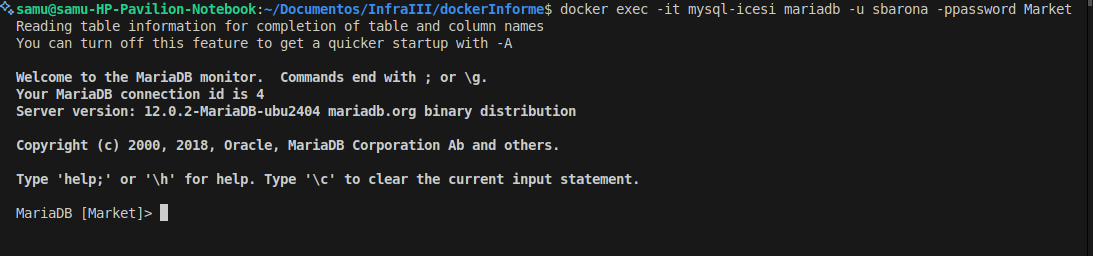 samu@samu-HP-Pavilion-Notebook:~/Documentos/InfraIII/dockerInforme$ docker exec -it mysql-icesi mariadb -u sbarona -ppassword Market
Reading table information for completion of table and column names
You can turn off this feature to get a quicker startup with -A

Welcome to the MariaDB monitor.  Commands end with ; or \g.
Your MariaDB connection id is 4
Server version: 12.0.2-MariaDB-ubu2404 mariadb.org binary distribution

Copyright (c) 2000, 2018, Oracle, MariaDB Corporation Ab and others.

Type 'help;' or '\h' for help. Type '\c' to clear the current input statement.

MariaDB [Market]>